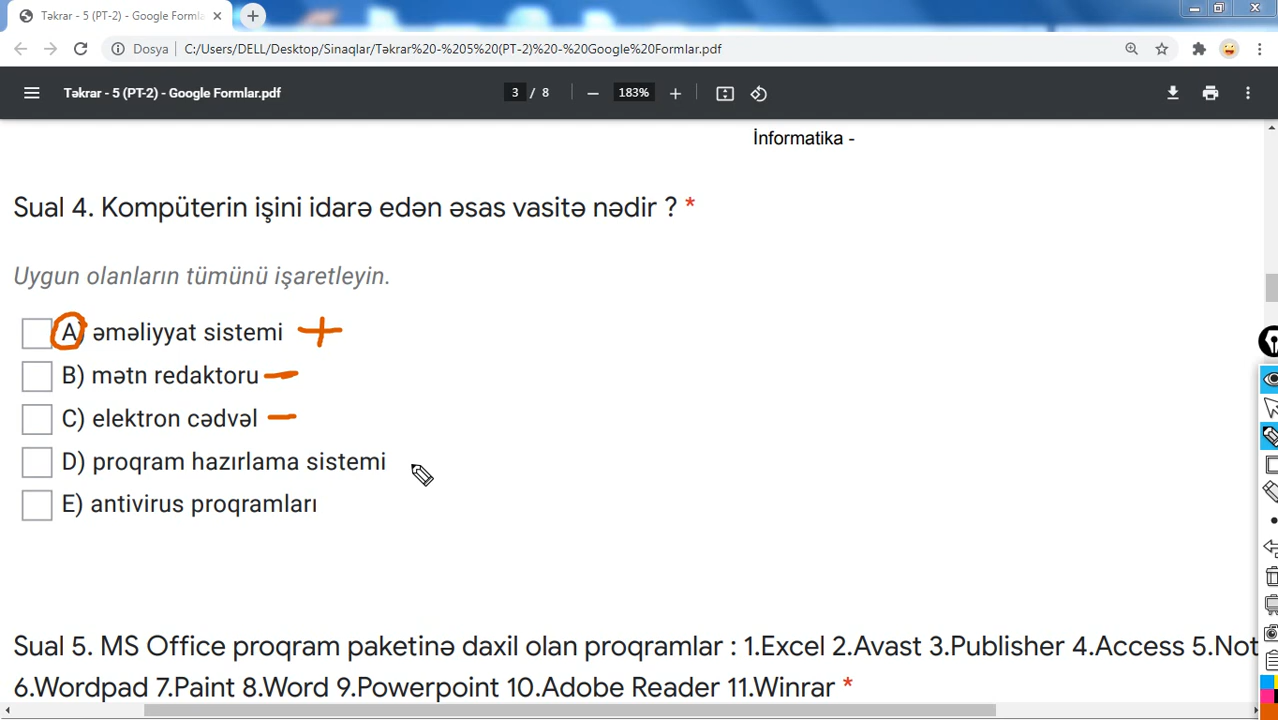 Təkrar - 5 (PT-2) - Google Formla
Dosya C:/Users/DELL/Desktop/Sinaqlar/Təkrar%20-%205%20(PT-2)%20-%20Google%20Formlar.pdf
Təkrar - 5 (PT-2) - Google Formlar.pdf 3 / 8 183%
İnformatika -
Sual 4. Kompüterin işini idarə edən əsas vasitə nədir ? *
Uygun olanların tümünü işaretleyin.
A) əməliyyat sistemi +
B) mətn redaktoru -
C) elektron cədvəl -
D) proqram hazırlama sistemi
E) antivirus proqramları
Sual 5. MS Office proqram paketinə daxil olan proqramlar : 1.Excel 2.Avast 3.Publisher 4.Access 5.Not
6.Wordpad 7.Paint 8.Word 9.Powerpoint 10.Adobe Reader 11.Winrar *